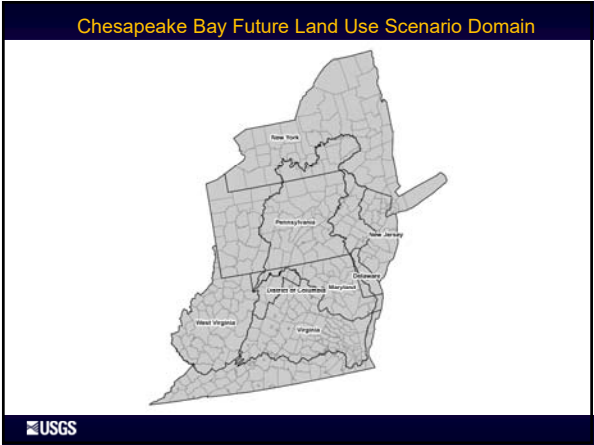 Chesapeake Bay Future Land Use Scenario Domain
New York
Pennsylvania
New Jersey
Delaware
District of Columbia
Maryland
West Virginia
Virginia
USGS